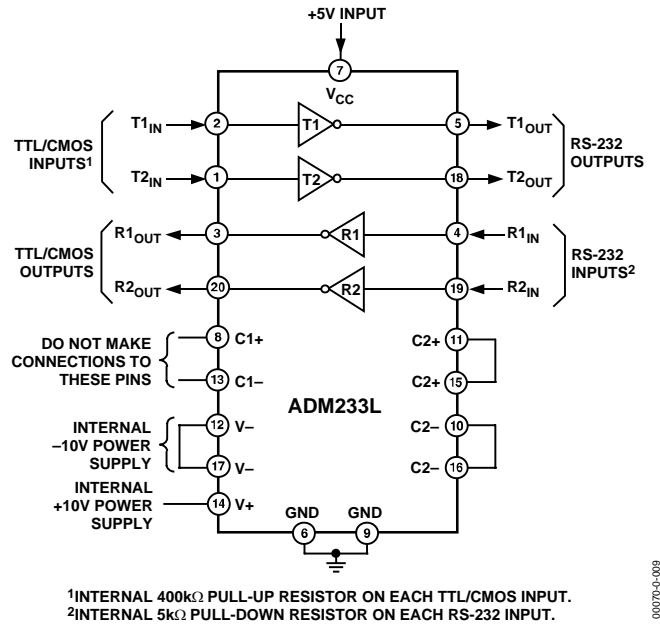 +5V INPUT
7
VCC
TTL/CMOS
INPUTS1
T1IN
2
T1
5
T1OUT
RS-232
OUTPUTS
T2IN
1
T2
18
T2OUT
TTL/CMOS
OUTPUTS
R1OUT
3
R1
4
R1IN
RS-232
INPUTS2
R2OUT
20
R2
19
R2IN
DO NOT MAKE
CONNECTIONS TO
THESE PINS
8
C1+
13
C1–
C2+
11
C2+
15
ADM233L
INTERNAL
–10V POWER
SUPPLY
12
V–
17
V–
C2–
10
C2–
16
INTERNAL
+10V POWER
SUPPLY
14
V+
GND
6
GND
9
1INTERNAL 400kΩ PULL-UP RESISTOR ON EACH TTL/CMOS INPUT.
2INTERNAL 5kΩ PULL-DOWN RESISTOR ON EACH RS-232 INPUT.
00070-0-009